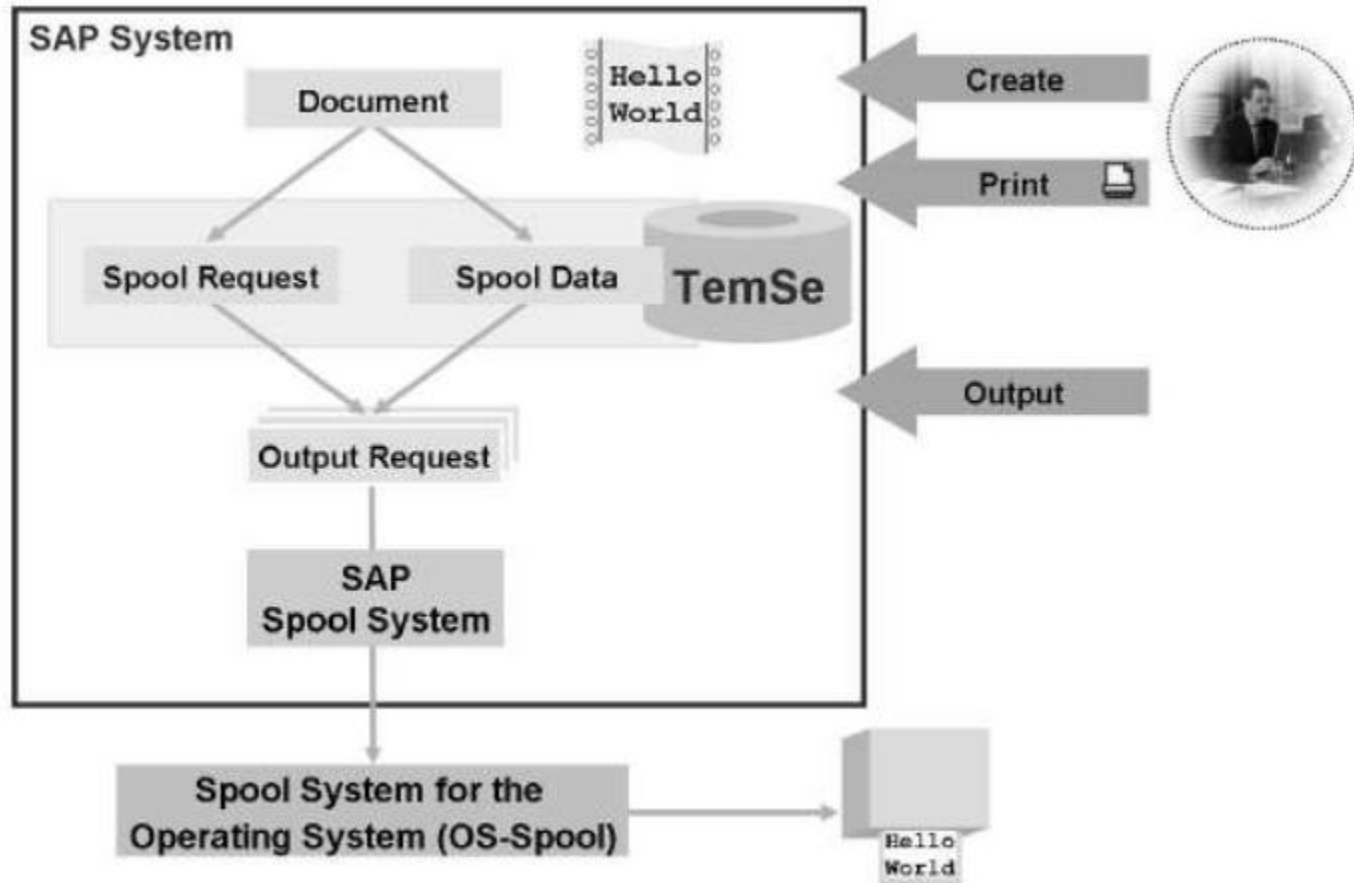 SAP System
Hello
World
Create
Document
Print
Spool Request
Spool Data
TemSe
Output
Output Request
SAP
Spool System
Spool System for the
Operating System (OS-Spool)
Hello
World